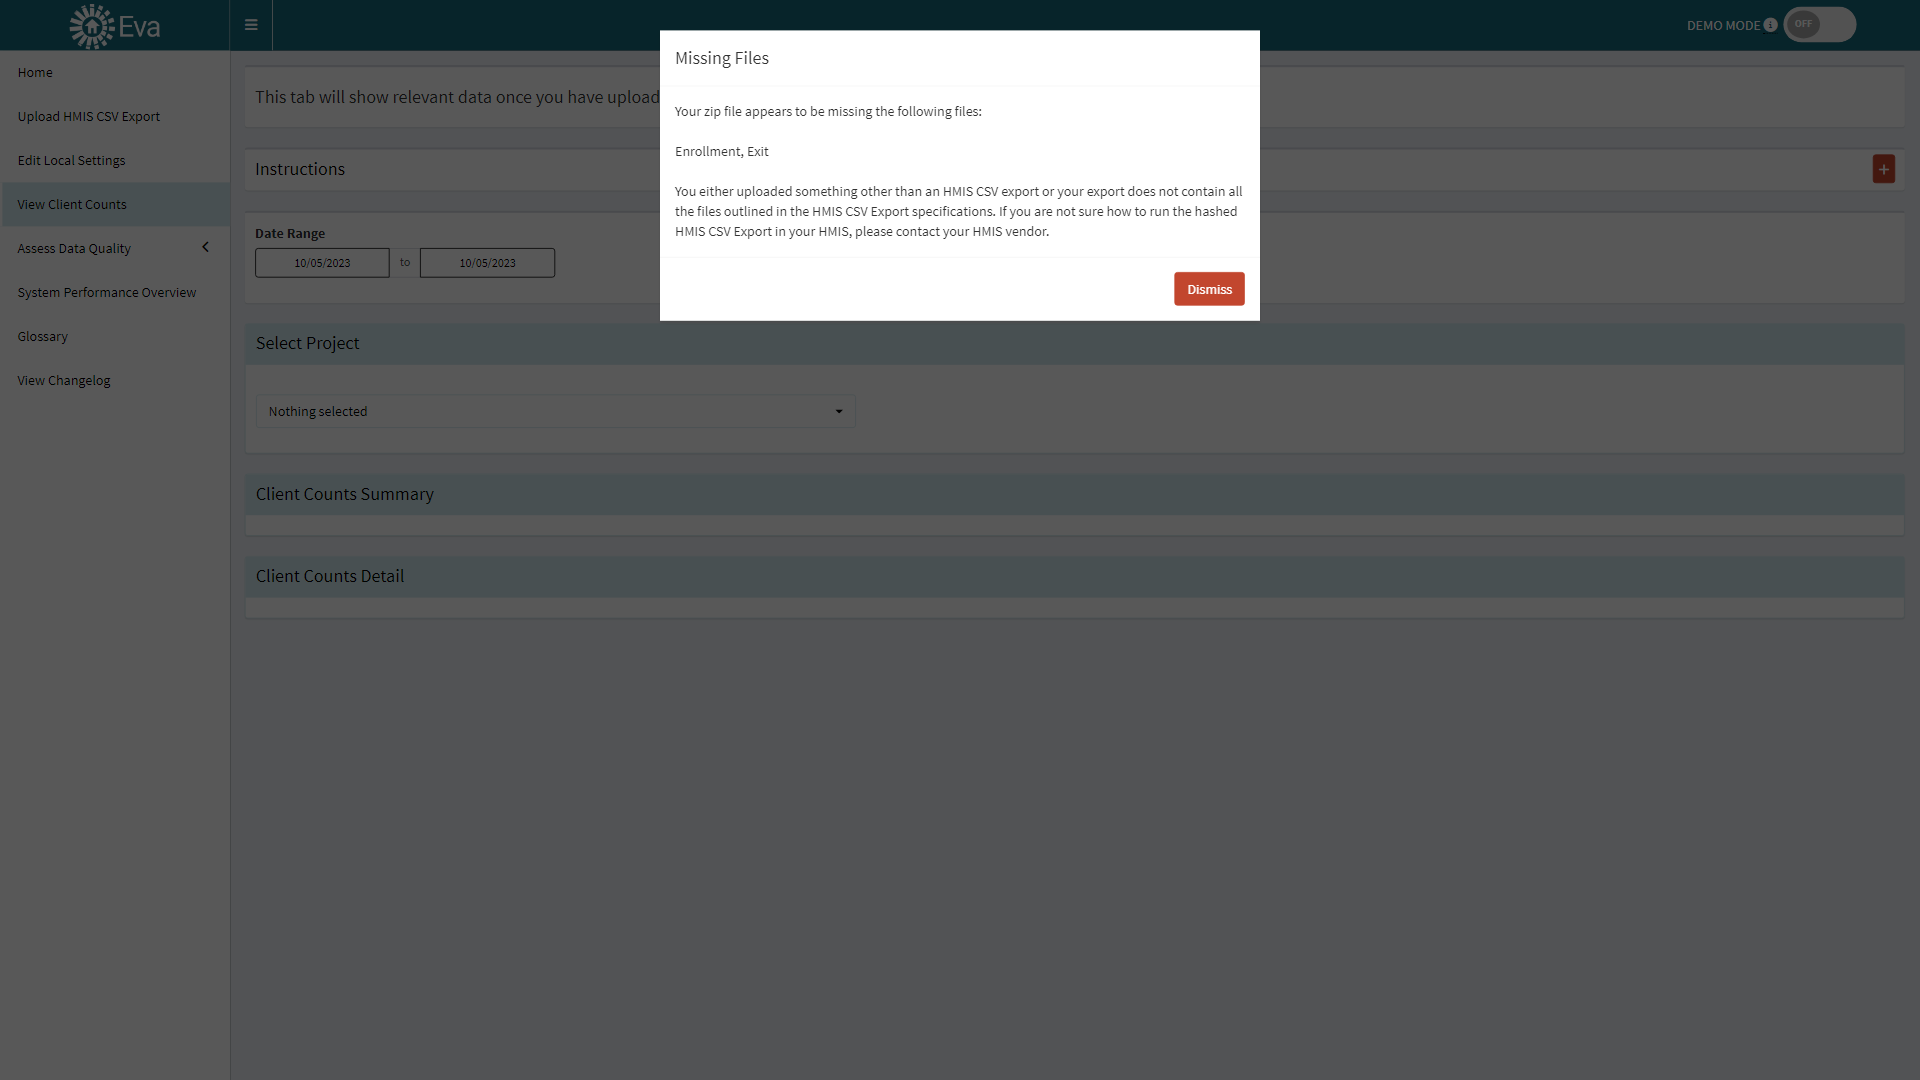 Eva
DEMO MODE
OFF
Home
Upload HMIS CSV Export
Edit Local Settings
View Client Counts
Assess Data Quality
System Performance Overview
Glossary
View Changelog
This tab will show relevant data once you have upload
Instructions
Date Range
10/05/2023 to 10/05/2023
Select Project
Nothing selected
Client Counts Summary
Client Counts Detail
Missing Files
Your zip file appears to be missing the following files:
Enrollment, Exit
You either uploaded something other than an HMIS CSV export or your export does not contain all
the files outlined in the HMIS CSV Export specifications. If you are not sure how to run the hashed
HMIS CSV Export in your HMIS, please contact your HMIS vendor.
Dismiss